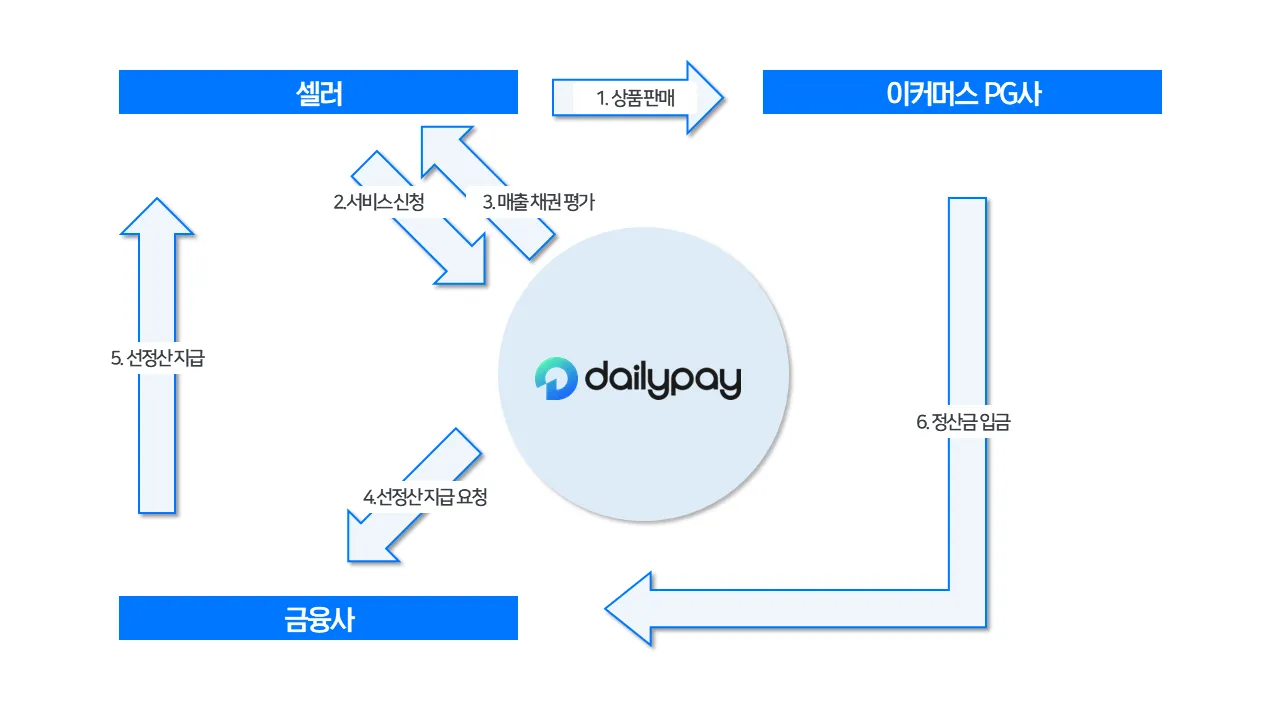 셀러
1. 상품 판매
이커머스 PG사
2.서비스 신청
3. 매출 채권 평가
5. 선정산 지급
dailypay
6. 정산금 입금
4.선정산 지급 요청
금융사